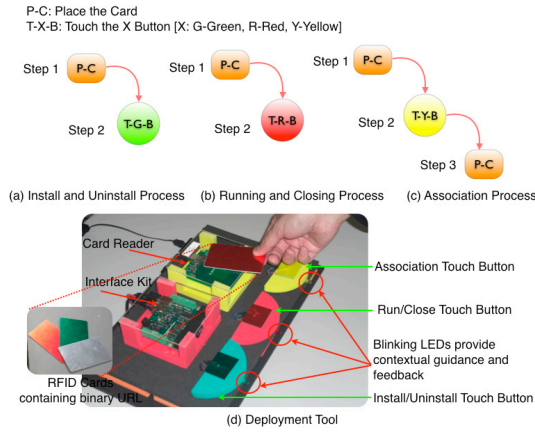 P-C: Place the Card
T-X-B: Touch the X Button [X: G-Green, R-Red, Y-Yellow]
Step 1
P-C
Step 2
T-G-B
(a) Install and Uninstall Process
Step 1
P-C
Step 2
T-R-B
(b) Running and Closing Process
Step 1
P-C
Step 2
T-Y-B
Step 3
P-C
(c) Association Process
Card Reader
Interface Kit
RFID Cards
containing binary URL
Association Touch Button
Run/Close Touch Button
Blinking LEDs provide
contextual guidance and
feedback
Install/Uninstall Touch Button
(d) Deployment Tool